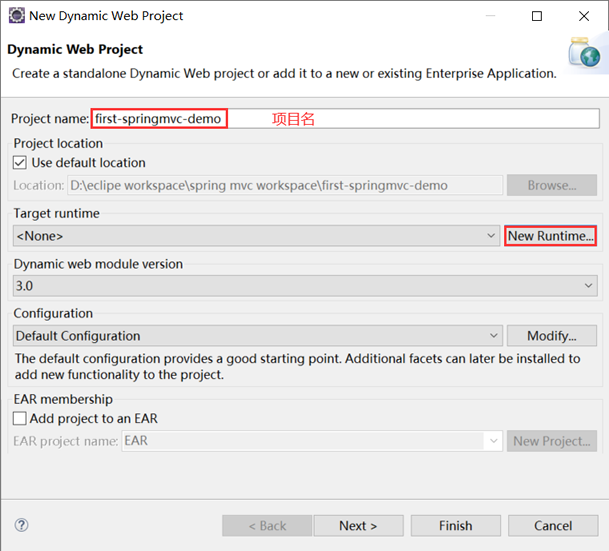 New Dynamic Web Project
Dynamic Web Project
Create a standalone Dynamic Web project or add it to a new or existing Enterprise Application.
Project name: first-springmvc-demo 项目名
Project location
Use default location
Location: D:\eclipe workspace\spring mvc workspace\first-springmvc-demo Browse...
Target runtime
<None> New Runtime...
Dynamic web module version
3.0
Configuration
Default Configuration Modify...
The default configuration provides a good starting point. Additional facets can later be installed to
add new functionality to the project.
EAR membership
Add project to an EAR
EAR project name: EAR New Project...
? < Back Next > Finish Cancel